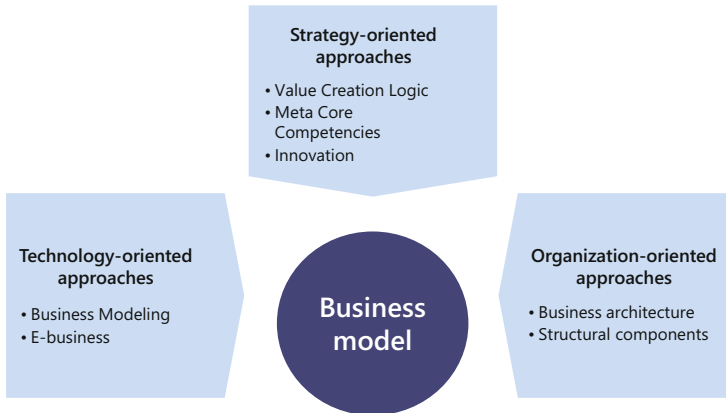 Strategy-oriented
approaches
• Value Creation Logic
• Meta Core
Competencies
• Innovation
Technology-oriented
approaches
• Business Modeling
• E-business
Business
model
Organization-oriented
approaches
• Business architecture
• Structural components